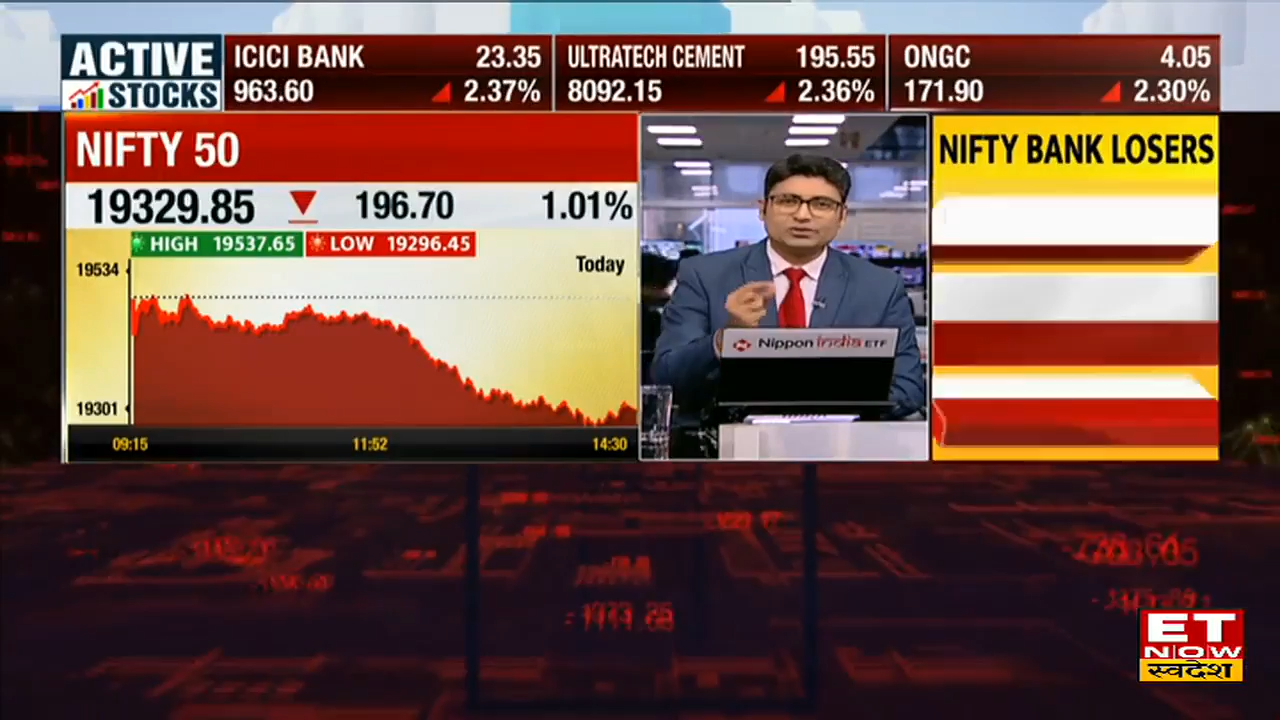 ACTIVE
STOCKS
ICICI BANK 23.35
963.60 2.37%
ULTRATECH CEMENT 195.55
8092.15 2.36%
ONGC 4.05
171.90 2.30%
NIFTY 50
19329.85 196.70 1.01%
HIGH 19537.65 LOW 19296.45
Today
19534
19301
09:15 11:52 14:30
Nippon india ETF
NIFTY BANK LOSERS
ET
NOW
स्वदेश